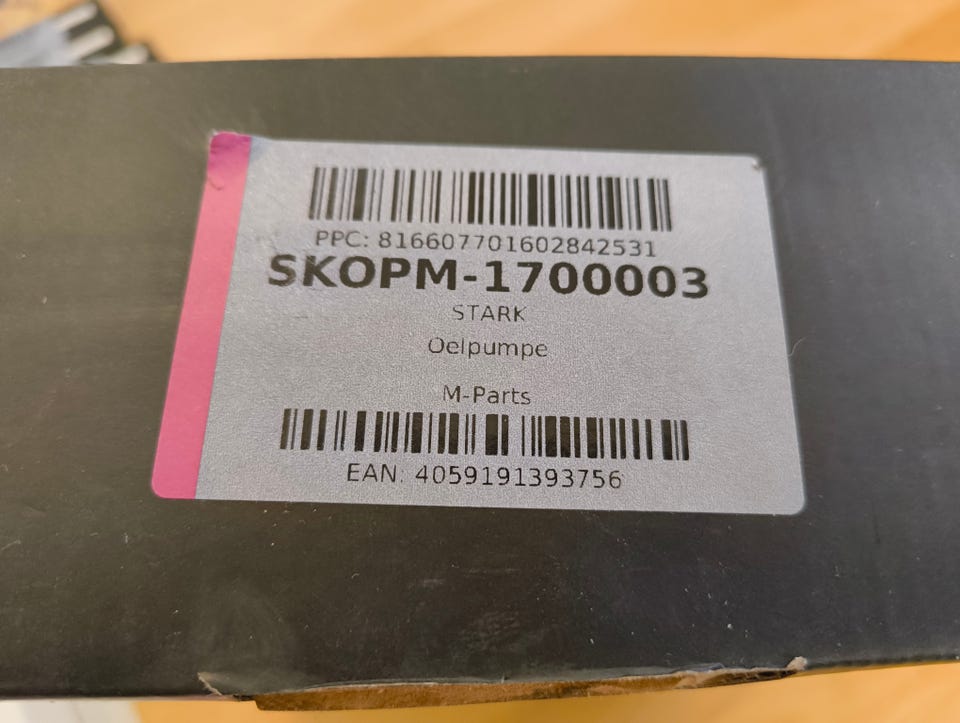 PPC: 816607701602842531
SKOPM-1700003
STARK
Oelpumpe
M-Parts
EAN: 4059191393756